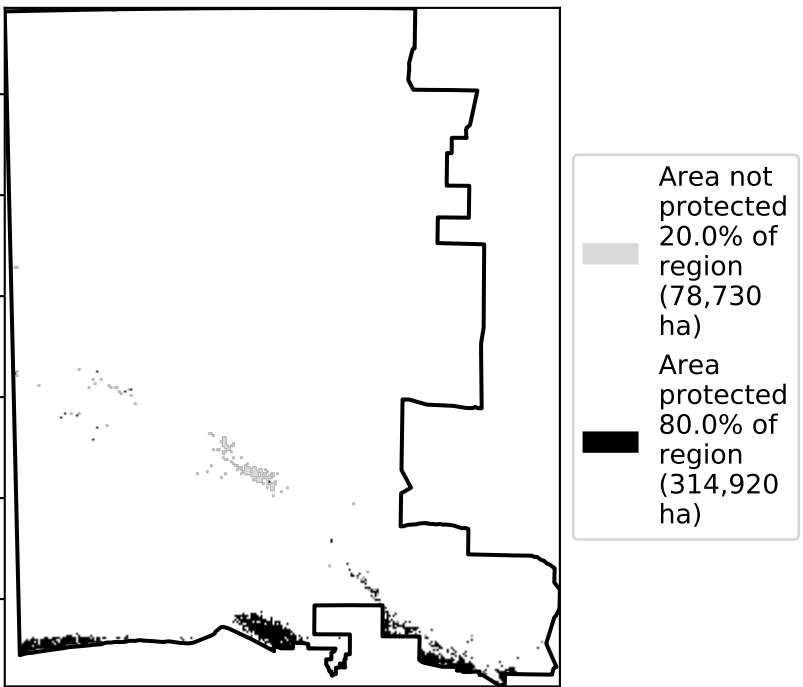 Area not
protected
20.0% of
region
(78,730
ha)
Area
protected
80.0% of
region
(314,920
ha)